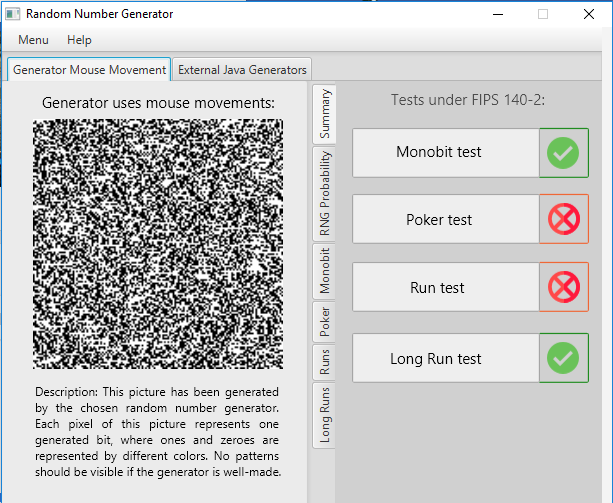 Random Number Generator
Menu Help
Generator Mouse Movement External Java Generators
Generator uses mouse movements:
Description: This picture has been generated
by the chosen random number generator.
Each pixel of this picture represents one
generated bit, where ones and zeroes are
represented by different colors. No patterns
should be visible if the generator is well-made.
Summary
RNG Probability
Monobit
Poker
Runs
Long Runs
Tests under FIPS 140-2:
Monobit test
Poker test
Run test
Long Run test